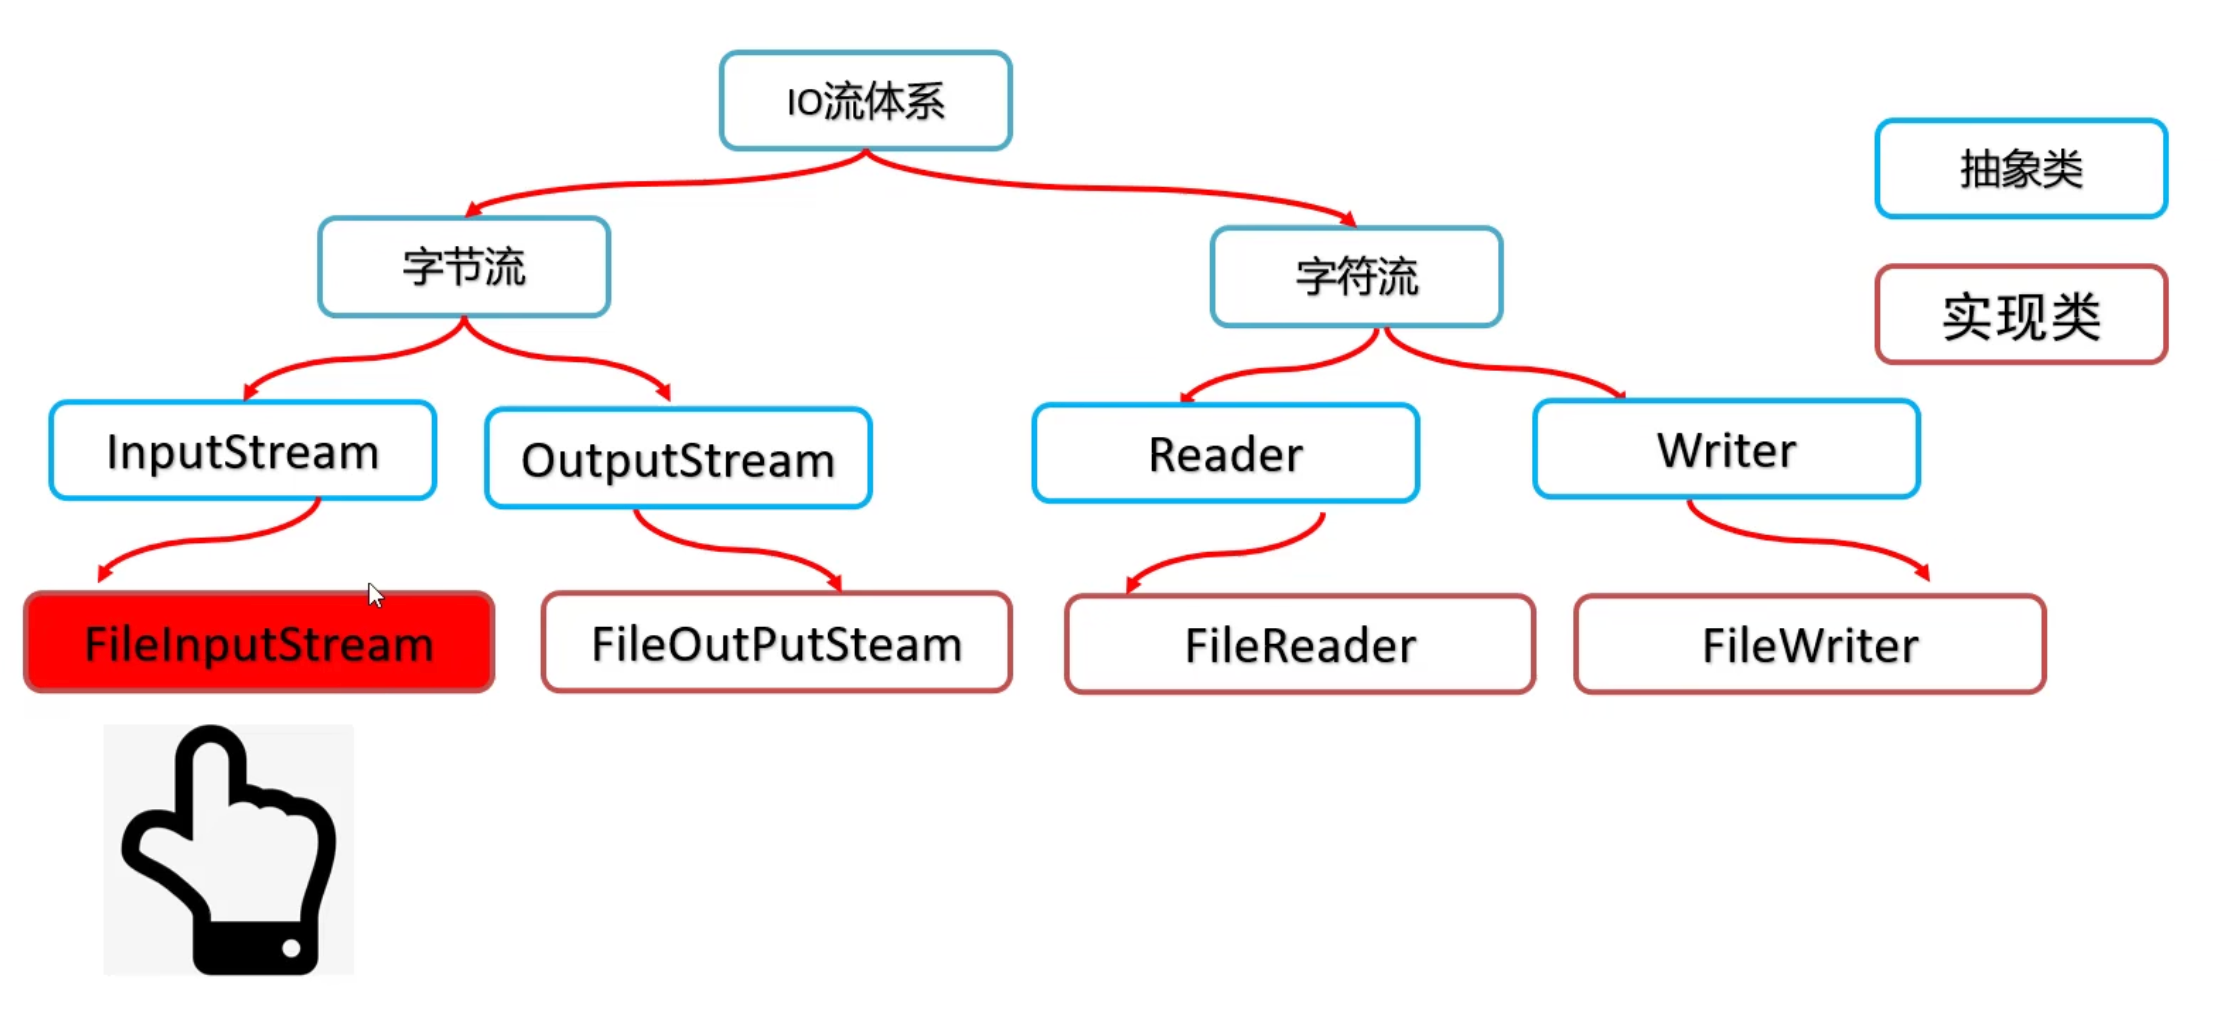 IO流体系
抽象类
字节流
字符流
实现类
InputStream
OutputStream
Reader
Writer
FileInputStream
FileOutPutSteam
FileReader
FileWriter